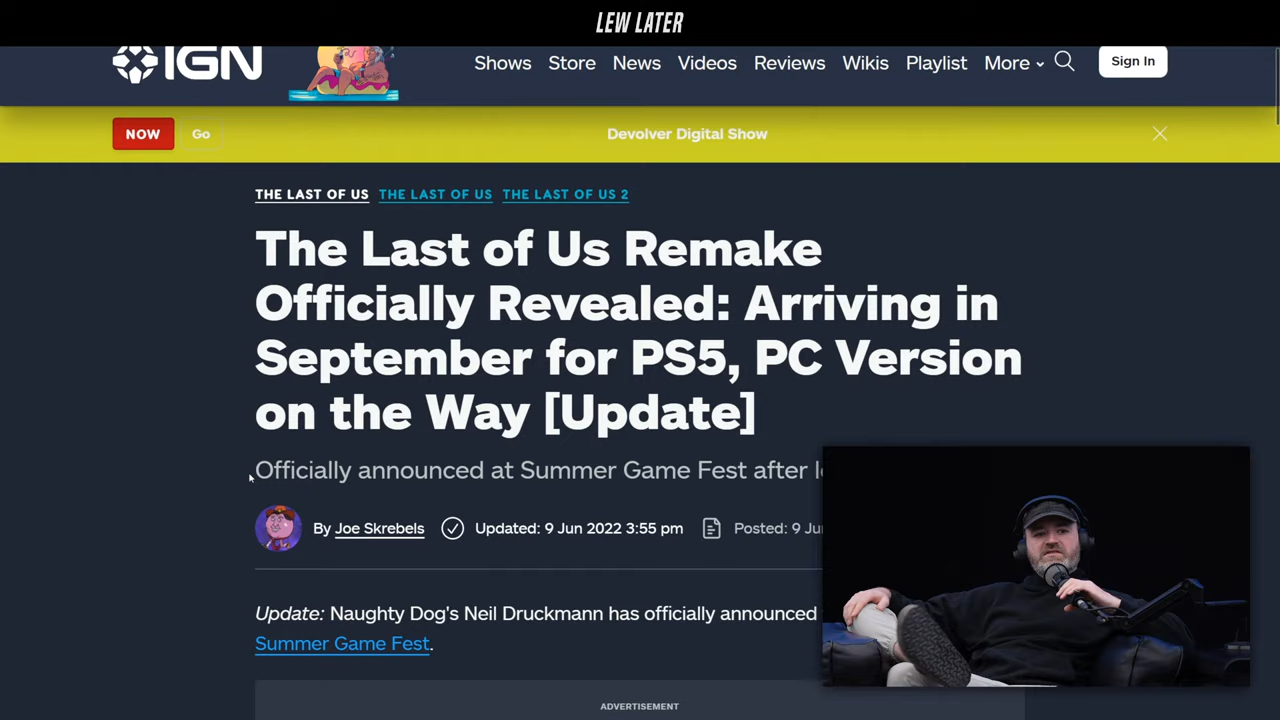 LEW LATER
IGN
Shows Store News Videos Reviews Wikis Playlist More Sign In
NOW Go Devolver Digital Show
THE LAST OF US THE LAST OF US THE LAST OF US 2
The Last of Us Remake
Officially Revealed: Arriving in
September for PS5, PC Version
on the Way [Update]
Officially announced at Summer Game Fest after
By Joe Skrebels Updated: 9 Jun 2022 3:55 pm Posted: 9
Update: Naughty Dog's Neil Druckmann has officially announced
Summer Game Fest.
ADVERTISEMENT